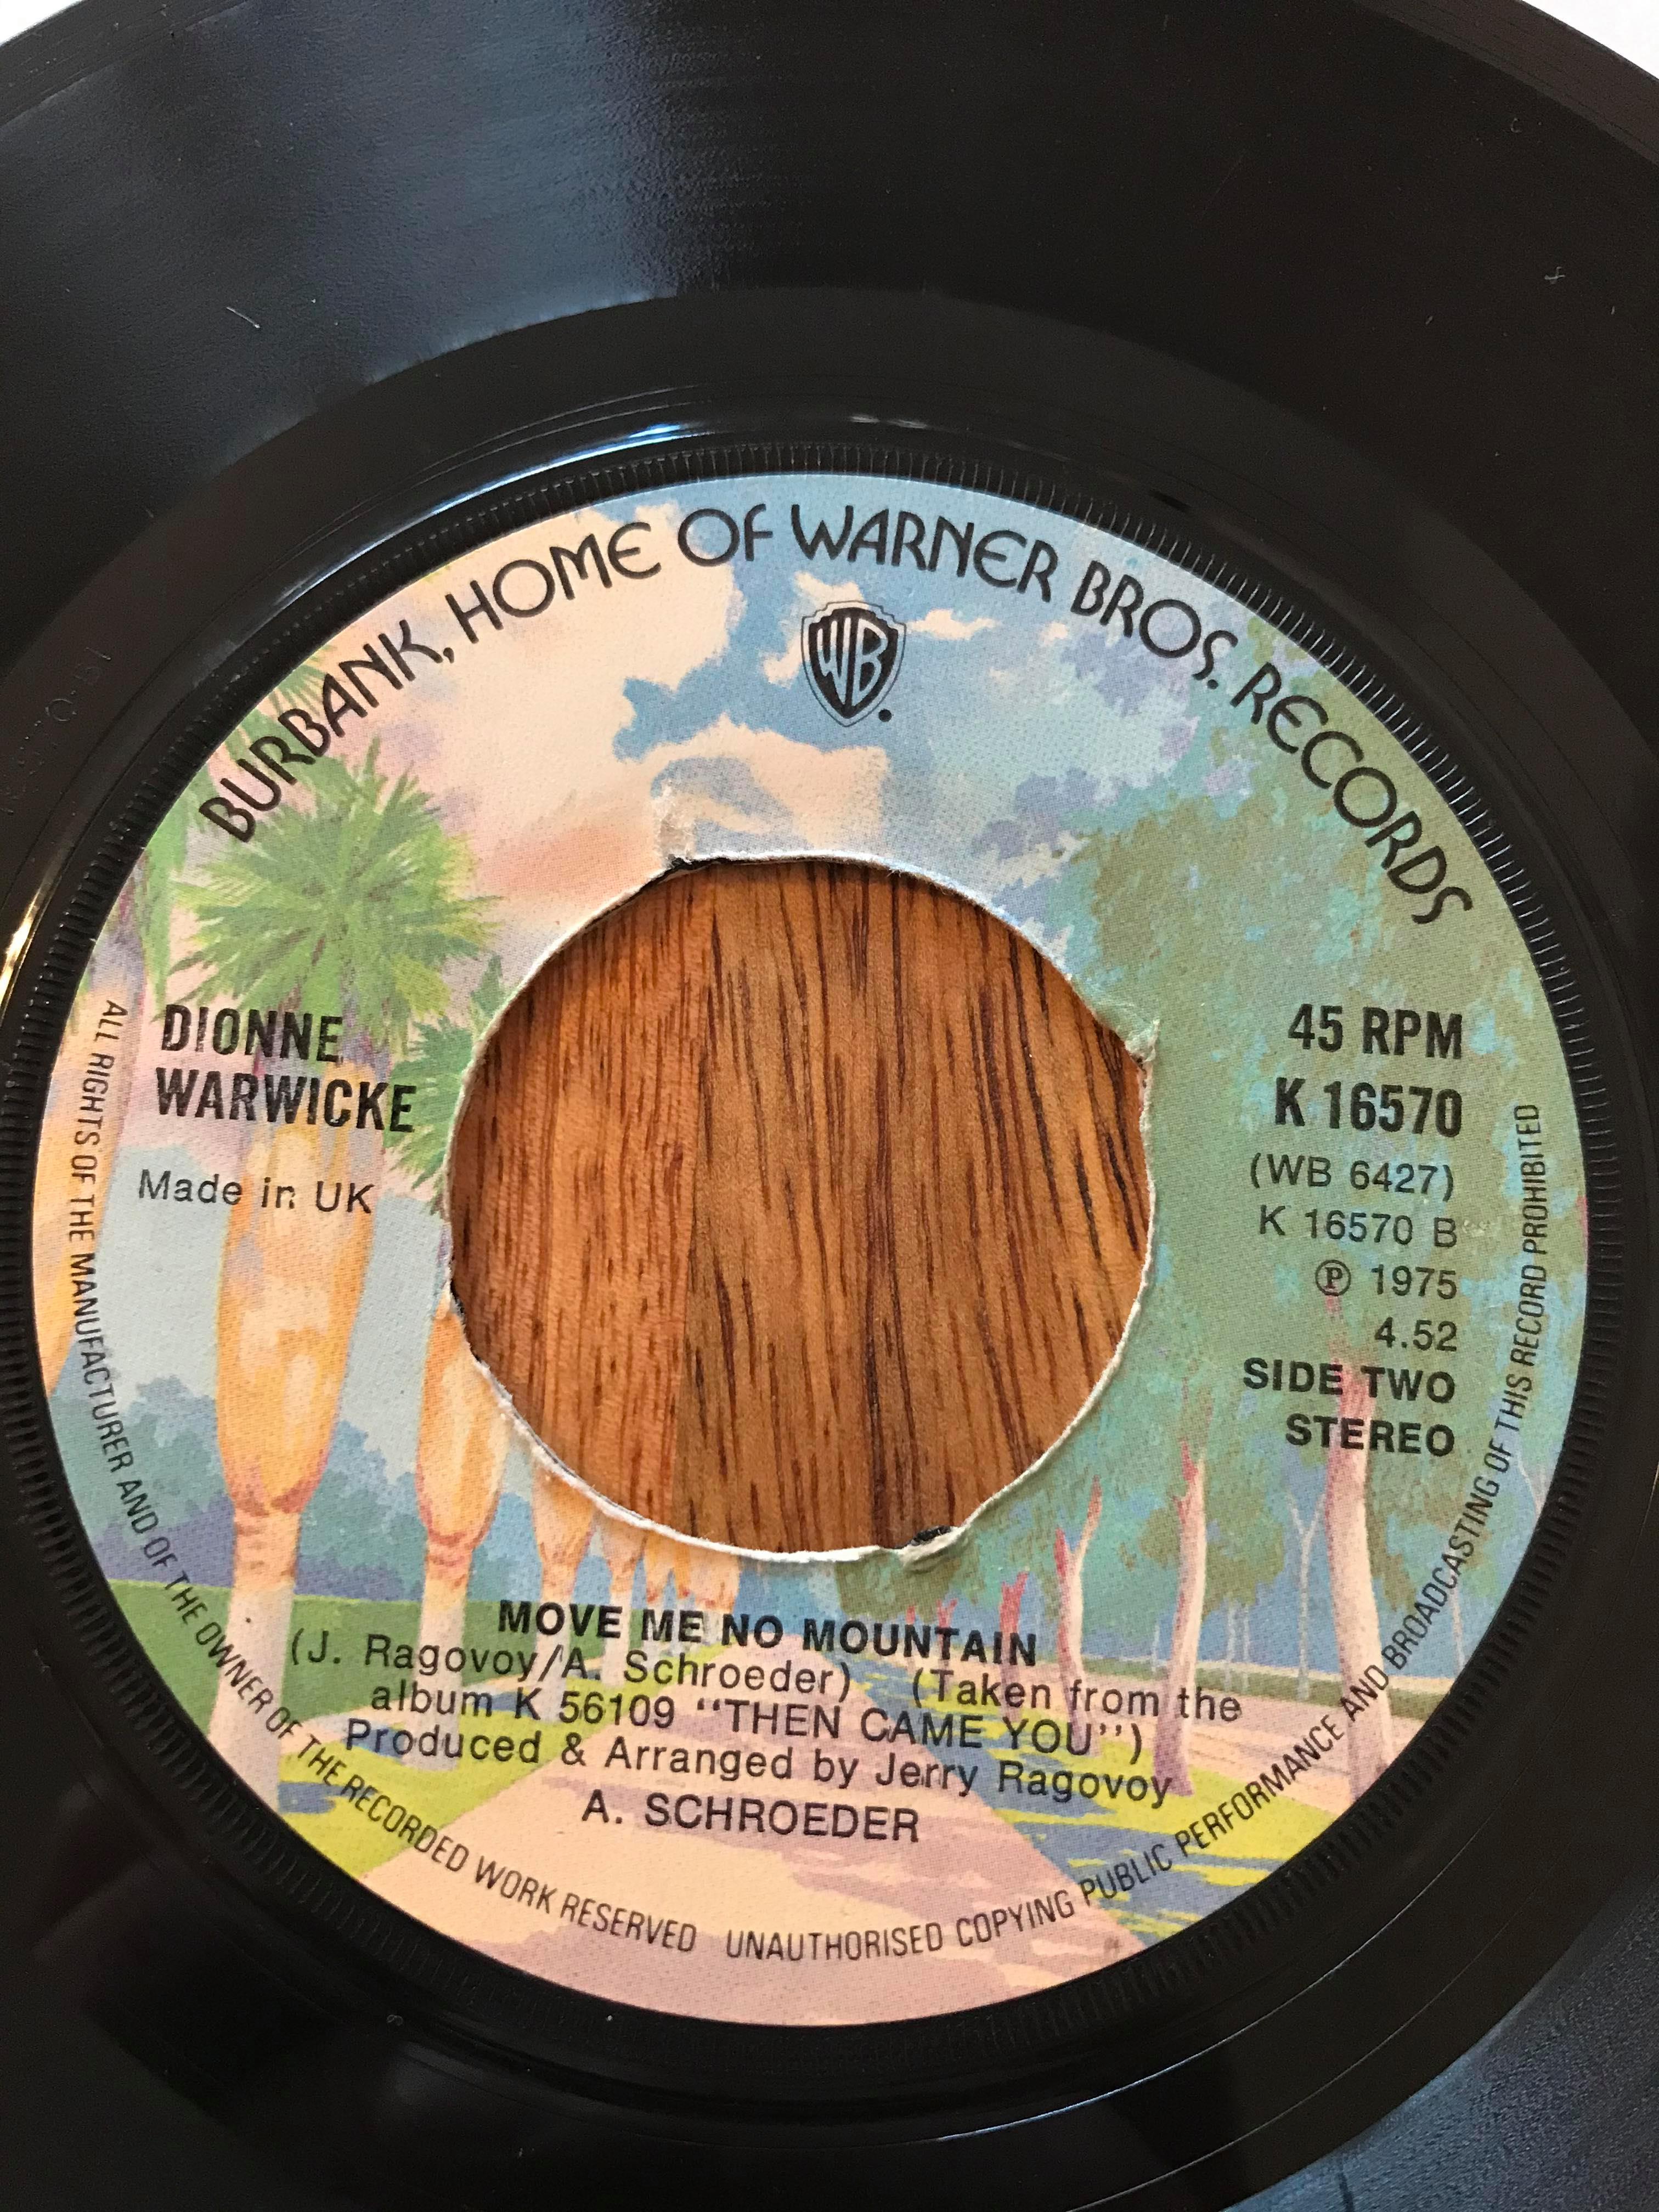 BURBANK, HOME OF WARNER BROS. RECORDS
WB
DIONNE
WARWICKE
Made in UK
45 RPM
K 16570
(WB 6427)
K 16570 B
Ⓟ 1975
4.52
SIDE TWO
STEREO
MOVE ME NO MOUNTAIN
(J. Ragovoy/A. Schroeder) (Taken from the
album K 56109 "THEN CAME YOU")
Produced & Arranged by Jerry Ragovoy
A. SCHROEDER
ALL RIGHTS OF THE MANUFACTURER AND OF THE OWNER OF THE RECORDED WORK RESERVED UNAUTHORISED COPYING PUBLIC PERFORMANCE AND BROADCASTING OF THIS RECORD PROHIBITED